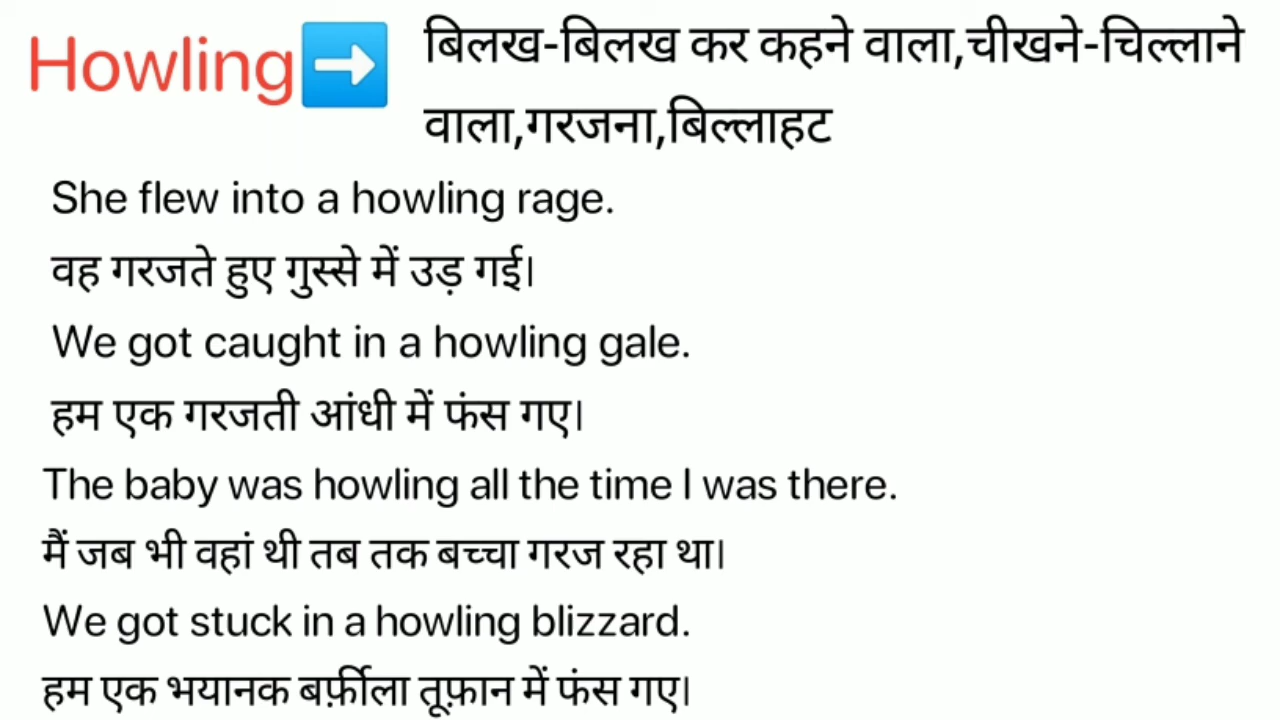 Howling➡️ बिलख-बिलख कर कहने वाला,चीखने-चिल्लाने
वाला,गरजना,बिल्लाहट
She flew into a howling rage.
वह गरजते हुए गुस्से में उड़ गई।
We got caught in a howling gale.
हम एक गरजती आंधी में फंस गए।
The baby was howling all the time I was there.
मैं जब भी वहां थी तब तक बच्चा गरज रहा था।
We got stuck in a howling blizzard.
हम एक भयानक बर्फ़ीला तूफ़ान में फंस गए।